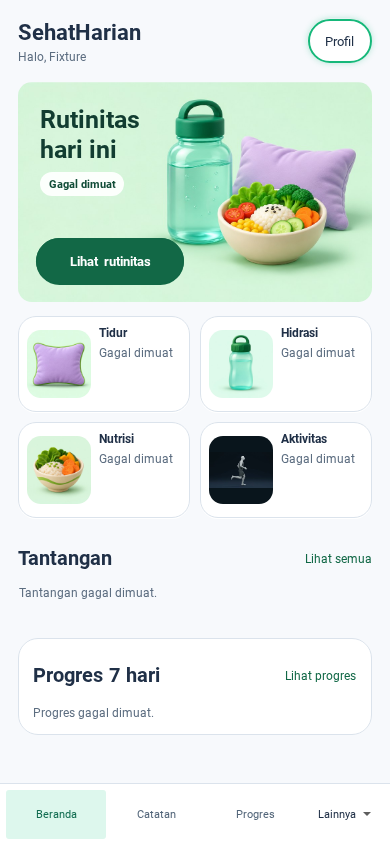 SehatHarian
Halo, Fixture
Profil
Rutinitas
hari ini
Gagal dimuat
Lihat rutinitas
Tidur
Gagal dimuat
Hidrasi
Gagal dimuat
Nutrisi
Gagal dimuat
Aktivitas
Gagal dimuat
Tantangan
Lihat semua
Tantangan gagal dimuat.
Progres 7 hari
Lihat progres
Progres gagal dimuat.
Beranda
Catatan
Progres
Lainnya